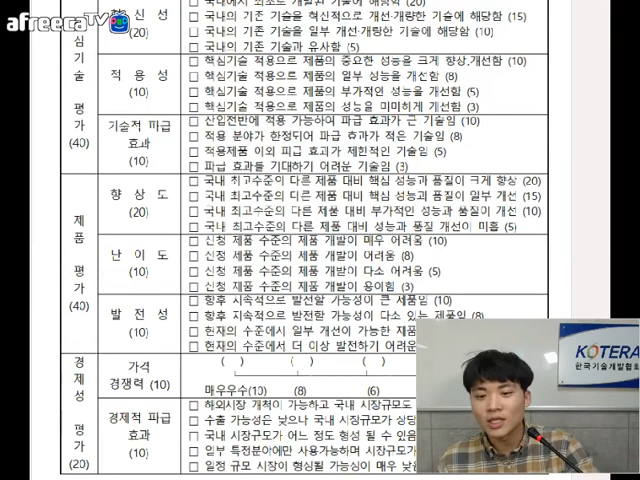 afreecaTV
국내에서 최초로 개발된 기술에 해당함 (20)
신 성
(20)
국내의 기존 기술을 혁신적으로 개선·개량한 기술에 해당함 (15)
국내의 기존 기술을 일부 개선·개량한 기술에 해당함 (10)
국내의 기존 기술과 유사함 (5)
심
기
술
평
가
(40)
적 용 성
(10)
핵심기술 적용으로 제품의 중요한 성능을 크게 향상.개선함 (10)
핵심기술 적용으로 제품의 일부 성능을 개선함 (8)
핵심기술 적용으로 제품의 부가적인 성능을 개선함 (5)
핵심기술 적용으로 제품의 성능을 미미하게 개선함 (3)
기술적 파급
효과
(10)
산업전반에 적용 가능하여 파급 효과가 큰 기술임 (10)
적용 분야가 한정되어 파급 효과가 적은 기술임 (8)
적용제품 이외 파급 효과가 제한적인 기술임 (5)
파급 효과를 기대하기 어려운 기술임 (3)
제
품
평
가
(40)
향 상 도
(20)
국내 최고수준의 다른 제품 대비 핵심 성능과 품질이 크게 향상 (20)
국내 최고수준의 다른 제품 대비 핵심 성능과 품질이 일부 개선 (15)
국내 최고수준의 다른 제품 대비 부가적인 성능과 품질이 개선 (10)
국내 최고수준의 다른 제품 대비 성능과 품질 개선이 미흡 (5)
난 이 도
(10)
신청 제품 수준의 제품 개발이 매우 어려움 (10)
신청 제품 수준의 제품 개발이 어려움 (8)
신청 제품 수준의 제품 개발이 다소 어려움 (5)
신청 제품 수준의 제품 개발이 용이함 (3)
발 전 성
(10)
향후 지속적으로 발전할 가능성이 큰 제품임 (10)
향후 지속적으로 발전할 가능성이 다소 있는 제품임 (8)
현재의 수준에서 일부 개선이 가능한 제품
현재의 수준에서 더 이상 발전하기 어려운
경
제
성
평
가
(20)
가격
경쟁력 (10)
( ) ( ) ( )
매우우수(10) (8) (6)
경제적 파급
효과
(10)
해외시장 개척이 가능하고 국내 시장규모도
수출 가능성은 낮으나 국내 시장규모가 상당
국내 시장규모가 어느 정도 형성 될 수 있음
일부 특정분야에만 사용가능하며 시장규모가
일정 규모 시장이 형성될 가능성이 매우 낮음
KOTERA
한국기술개발협회